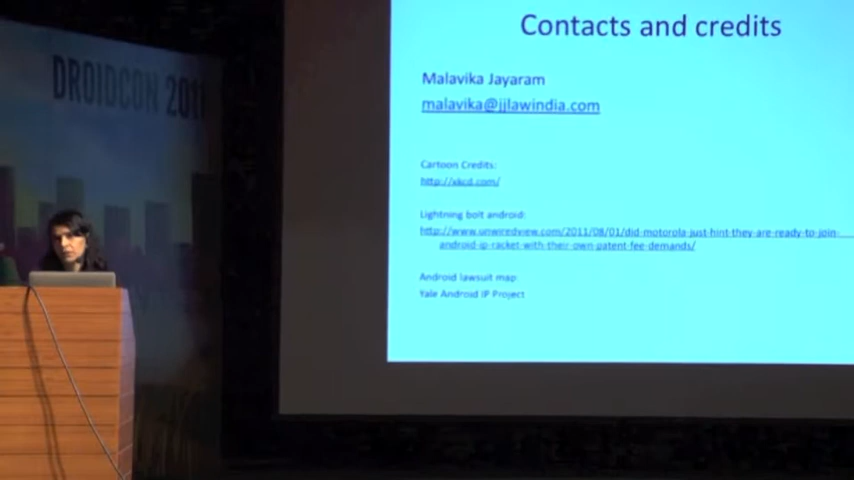 DROIDCON 2011
Contacts and credits
Malavika Jayaram
malavika@jjlawindia.com
Cartoon Credits:
http://xkcd.com/
Lightning bolt android:
http://www.unwiredview.com/2011/08/01/did-motorola-just-hint-they-are-ready-to-join-
android-ip-racket-with-their-own-patent-fee-demands/
Android lawsuit map:
Yale Android IP Project